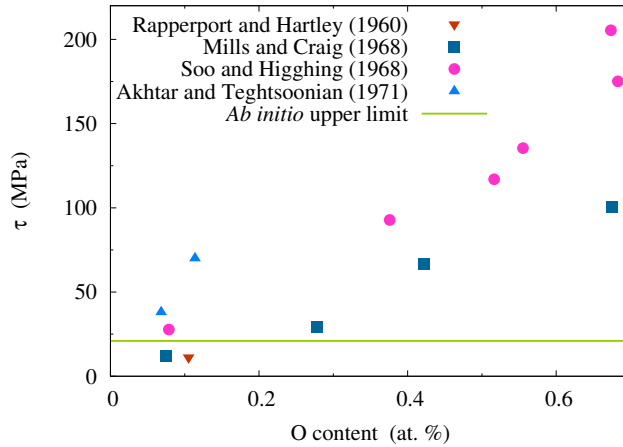 Rapperport and Hartley (1960)
Mills and Craig (1968)
Soo and Higghing (1968)
Akhtar and Teghtsoonian (1971)
Ab initio upper limit
200
150
100
50
0
τ (MPa)
0 0.2 0.4 0.6
O content (at. %)